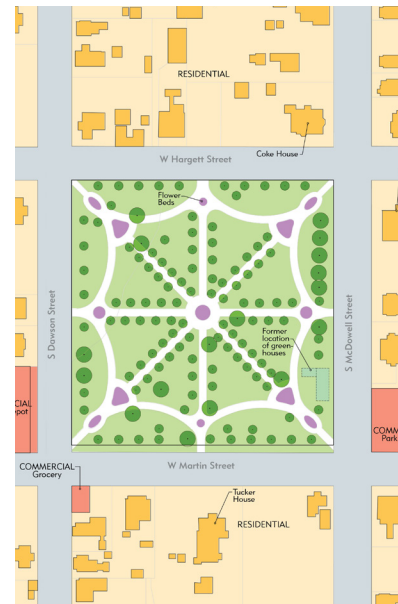 RESIDENTIAL
Coke House
W Hargett Street
Flower
Beds
S Dawson Street
S McDowell Street
Former
location of
green-
houses
CIAL
epot
COMM
Park
W Martin Street
COMMERCIAL
Grocery
Tucker
House
RESIDENTIAL